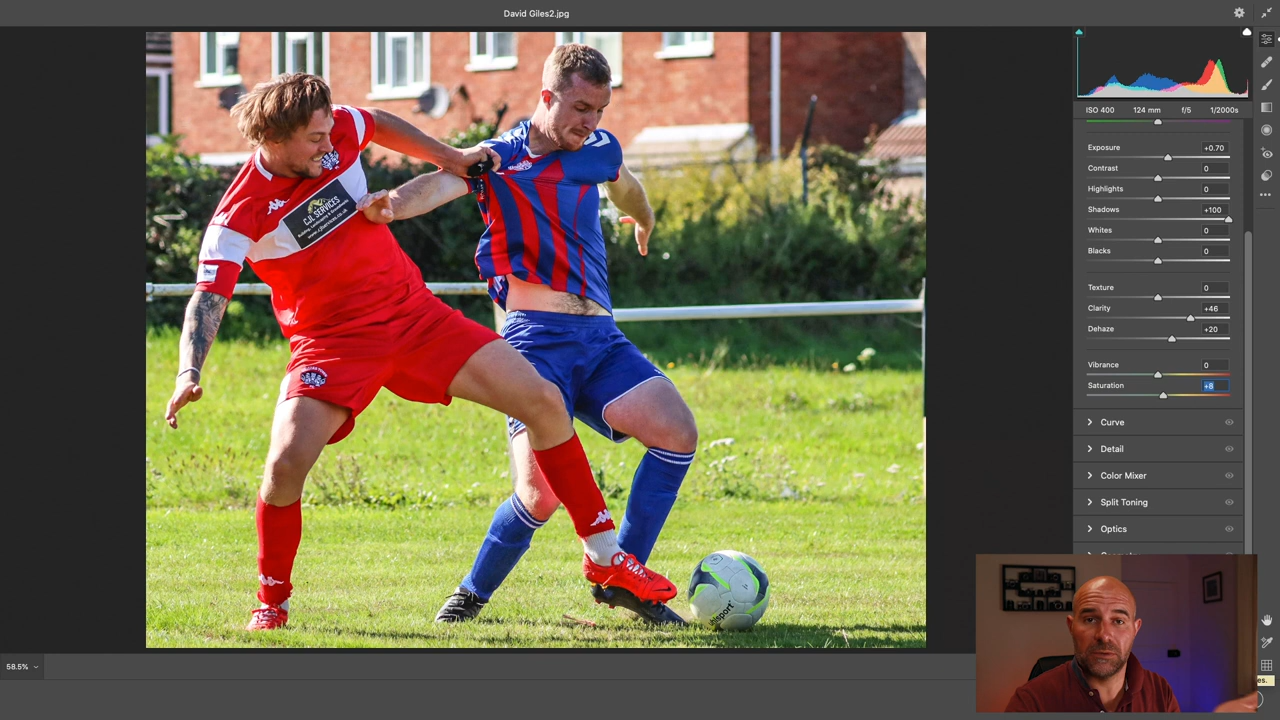 David Giles2.jpg
ISO 400 124 mm f/5 1/2000s
Exposure +0.70
Contrast 0
Highlights 0
Shadows +100
Whites 0
Blacks 0
Texture 0
Clarity +46
Dehaze +20
Vibrance 0
Saturation +8
Curve
Detail
Color Mixer
Split Toning
Optics
CJL SERVICES
58.5%